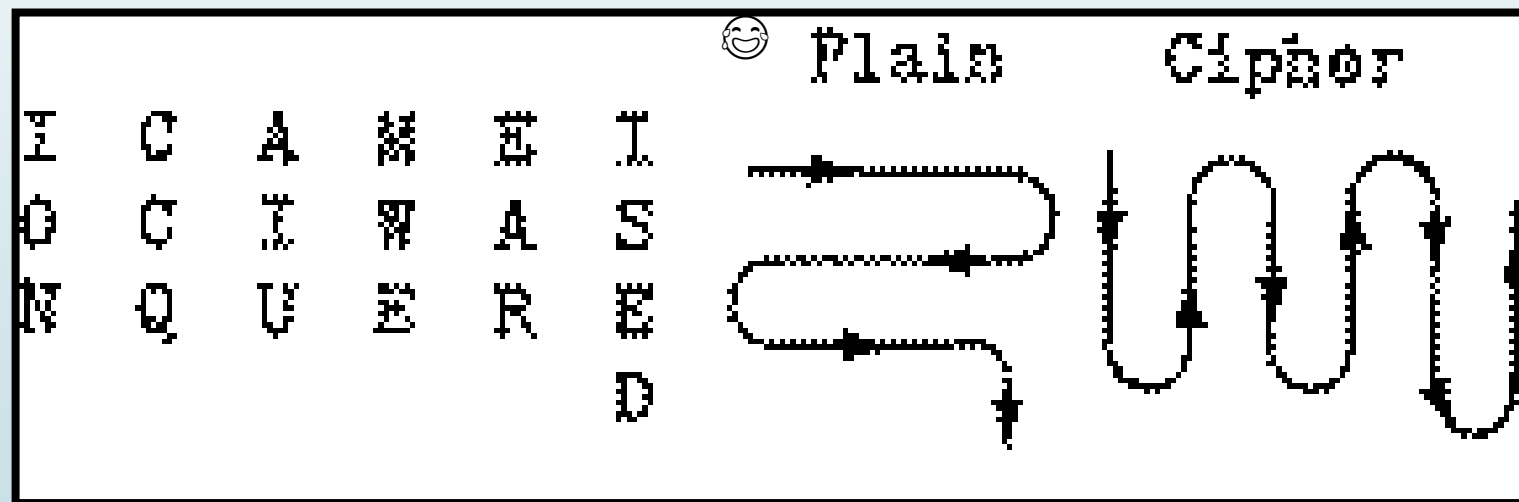 😂 Plain Cipher
I C A M E I
O C I W A S
N Q U E R E
D